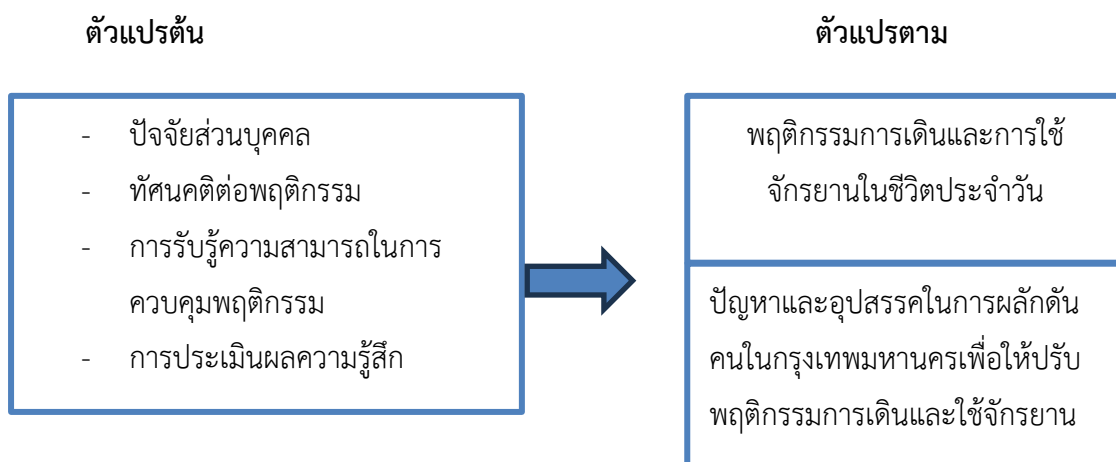 ตัวแปรต้น
ตัวแปรตาม
- ปัจจัยส่วนบุคคล
- ทัศนคติต่อพฤติกรรม
- การรับรู้ความสามารถในการ
ควบคุมพฤติกรรม
- การประเมินผลความรู้สึก
พฤติกรรมการเดินและการใช้
จักรยานในชีวิตประจำวัน
ปัญหาและอุปสรรคในการผลักดัน
คนในกรุงเทพมหานครเพื่อให้ปรับ
พฤติกรรมการเดินและใช้จักรยาน